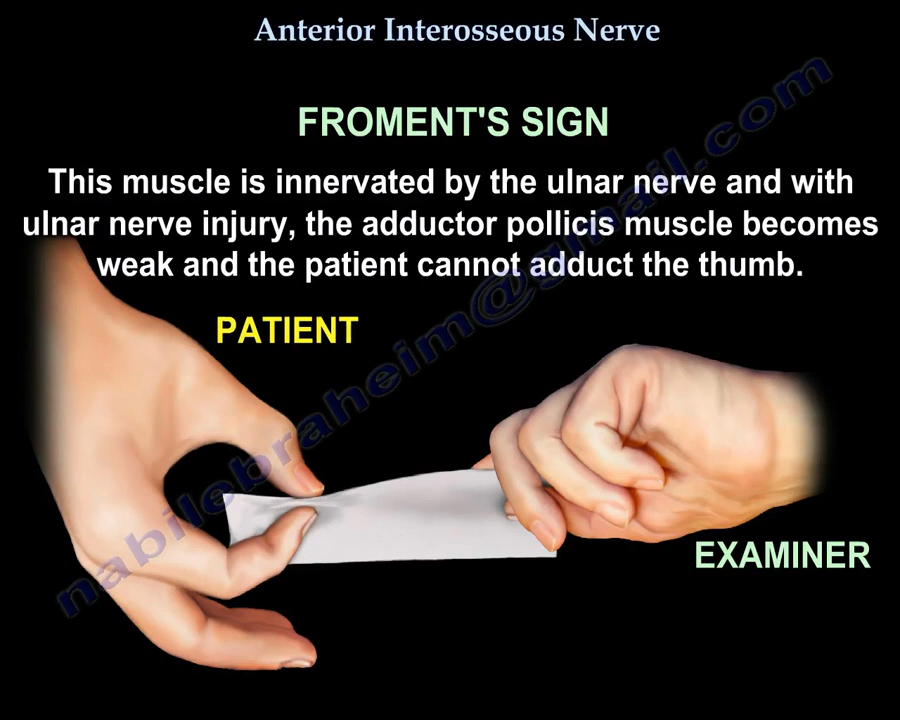 Anterior Interosseous Nerve
FROMENT'S SIGN
This muscle is innervated by the ulnar nerve and with
ulnar nerve injury, the adductor pollicis muscle becomes
weak and the patient cannot adduct the thumb.
PATIENT
EXAMINER
nabilebraheim@gmail.com